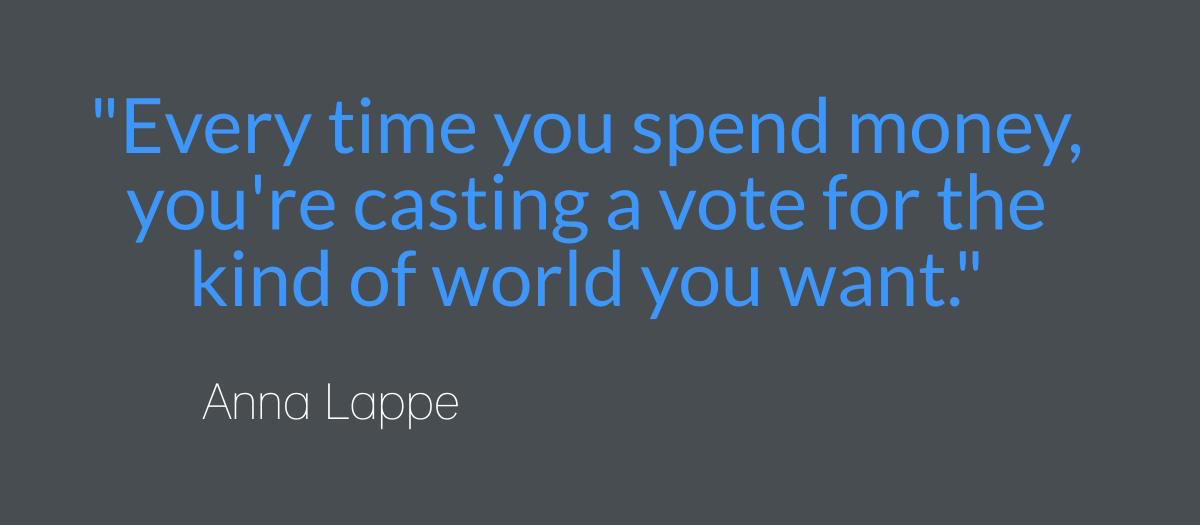 "Every time you spend money,
you're casting a vote for the
kind of world you want."
Anna Lappe